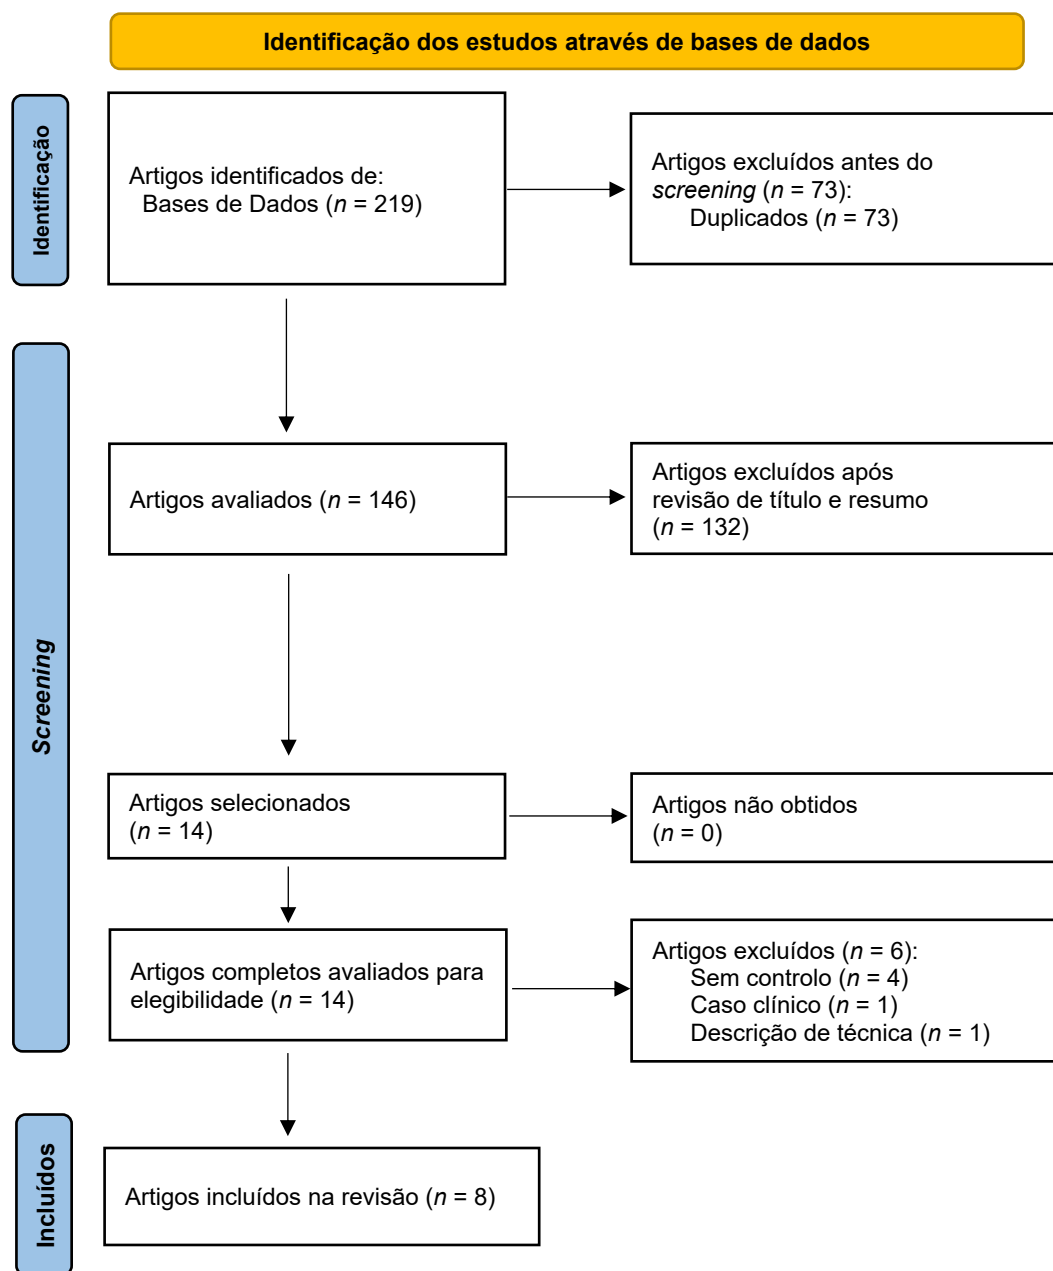 Identificação dos estudos através de bases de dados
Identificação
Artigos identificados de:
Bases de Dados (n = 219)
Artigos excluídos antes do
screening (n = 73):
Duplicados (n = 73)
Screening
Artigos avaliados (n = 146)
Artigos excluídos após
revisão de título e resumo
(n = 132)
Artigos selecionados
(n = 14)
Artigos não obtidos
(n = 0)
Artigos completos avaliados para
elegibilidade (n = 14)
Artigos excluídos (n = 6):
Sem controlo (n = 4)
Caso clínico (n = 1)
Descrição de técnica (n = 1)
Incluídos
Artigos incluídos na revisão (n = 8)